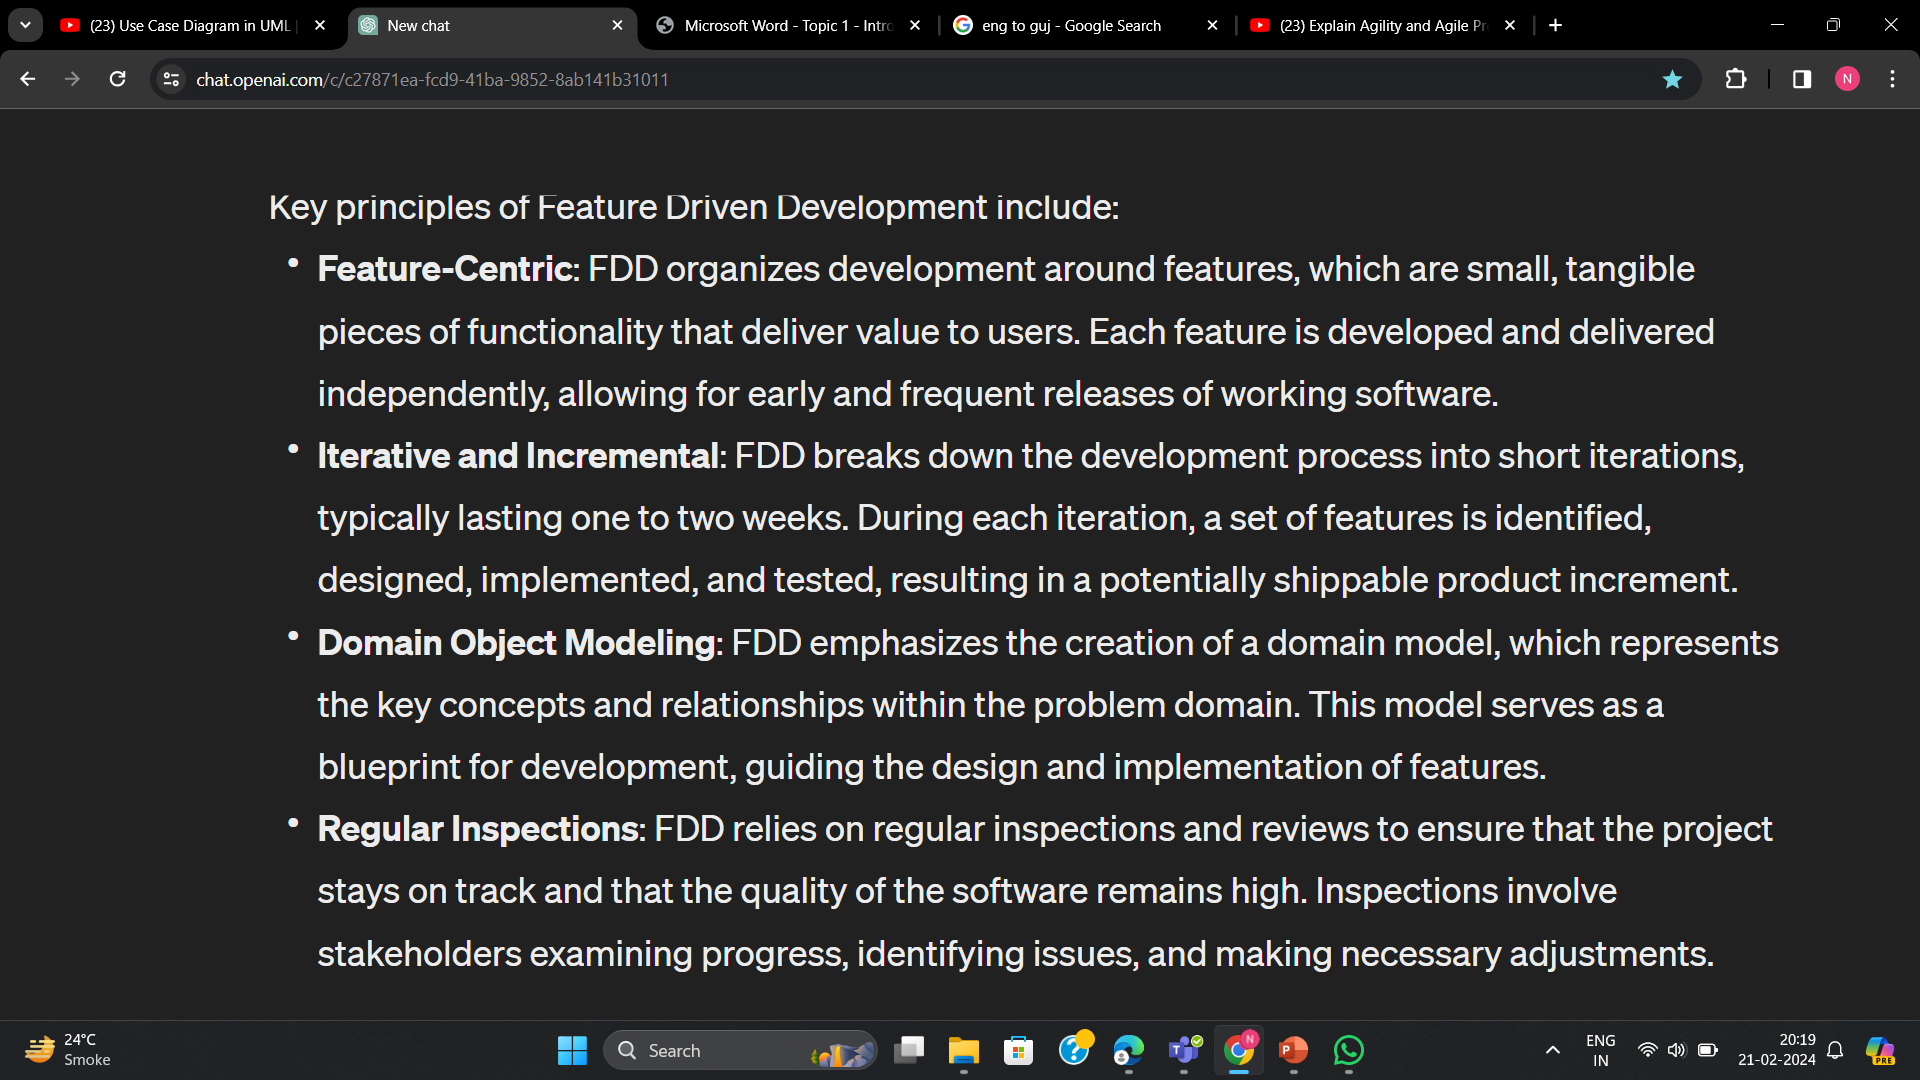 (23) Use Case Diagram in UML
New chat
Microsoft Word - Topic 1 - Intro
eng to guj - Google Search
(23) Explain Agility and Agile Pr
chat.openai.com/c/c27871ea-fcd9-41ba-9852-8ab141b31011
N
Key principles of Feature Driven Development include:
• Feature-Centric: FDD organizes development around features, which are small, tangible
pieces of functionality that deliver value to users. Each feature is developed and delivered
independently, allowing for early and frequent releases of working software.
• Iterative and Incremental: FDD breaks down the development process into short iterations,
typically lasting one to two weeks. During each iteration, a set of features is identified,
designed, implemented, and tested, resulting in a potentially shippable product increment.
• Domain Object Modeling: FDD emphasizes the creation of a domain model, which represents
the key concepts and relationships within the problem domain. This model serves as a
blueprint for development, guiding the design and implementation of features.
• Regular Inspections: FDD relies on regular inspections and reviews to ensure that the project
stays on track and that the quality of the software remains high. Inspections involve
stakeholders examining progress, identifying issues, and making necessary adjustments.
24°C
Smoke
Search
T
N
P
ENG
IN
20:19
21-02-2024
PRE